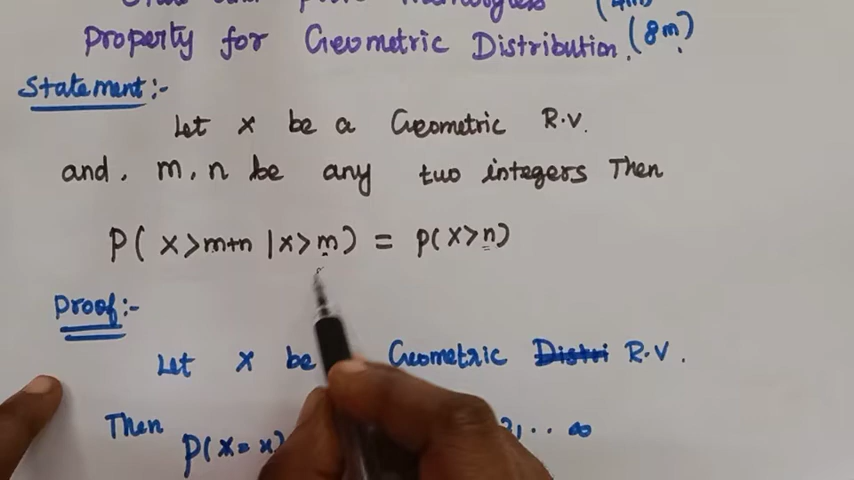 Property for Geometric Distribution. (8m)
Statement:-
Let x be a Geometric R.V.
and, m, n be any two integers Then
P( x>m+n | x>m) = p(x>n)
Proof:-
Let x be Geometric Distri R.V.
Then P(x=x) 2, .. ∞